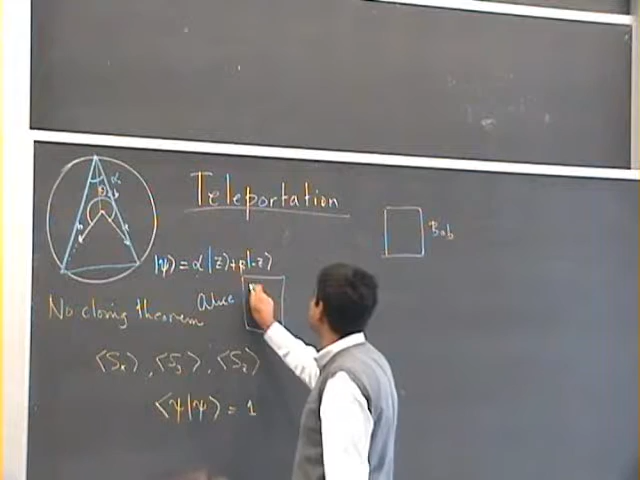 Teleportation
Bob
|ψ⟩ = α|z⟩+β|-z⟩
Alice
No cloning theorem
⟨Sx⟩, ⟨Sy⟩, ⟨Sz⟩
⟨ψ|ψ⟩ = 1